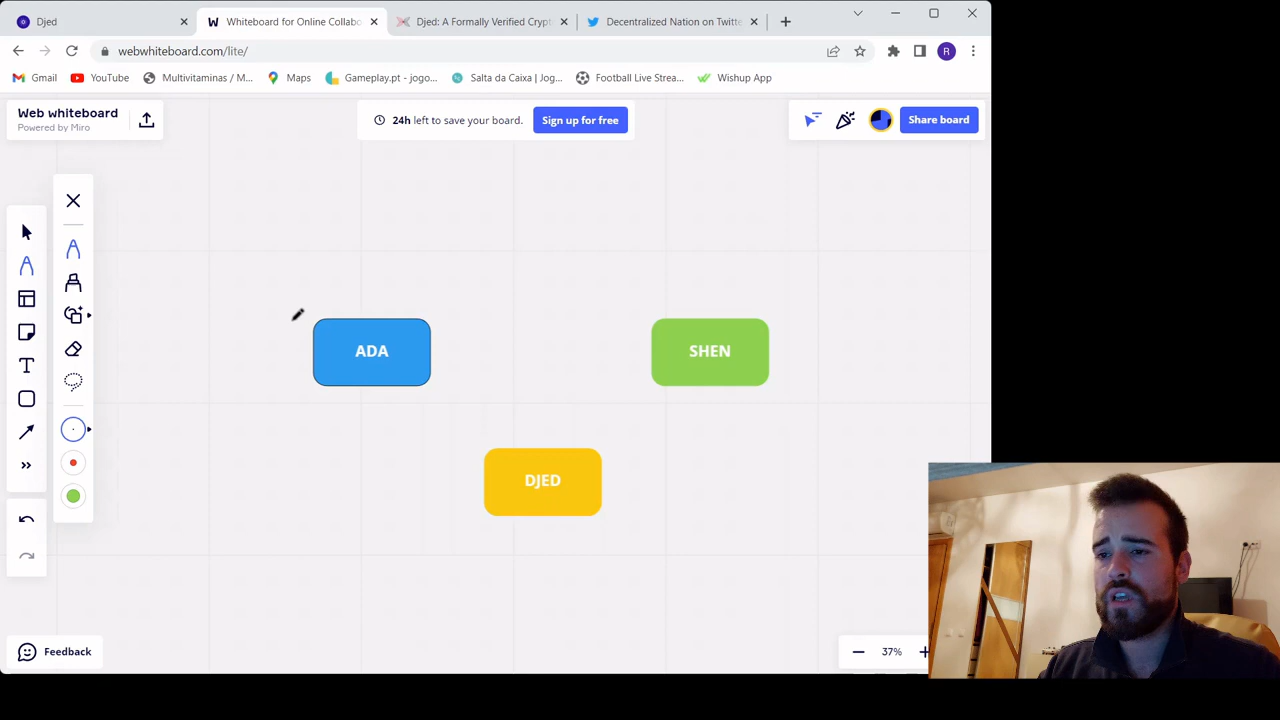 Djed
Whiteboard for Online Collabo
Djed: A Formally Verified Crypt
Decentralized Nation on Twitte
webwhiteboard.com/lite/
R
Gmail
YouTube
Multivitaminas / M...
Maps
Gameplay.pt - jogo...
Salta da Caixa | Jog...
Football Live Strea...
Wishup App
Web whiteboard
Powered by Miro
24h left to save your board.
Sign up for free
Share board
ADA
SHEN
DJED
T
Feedback
37%